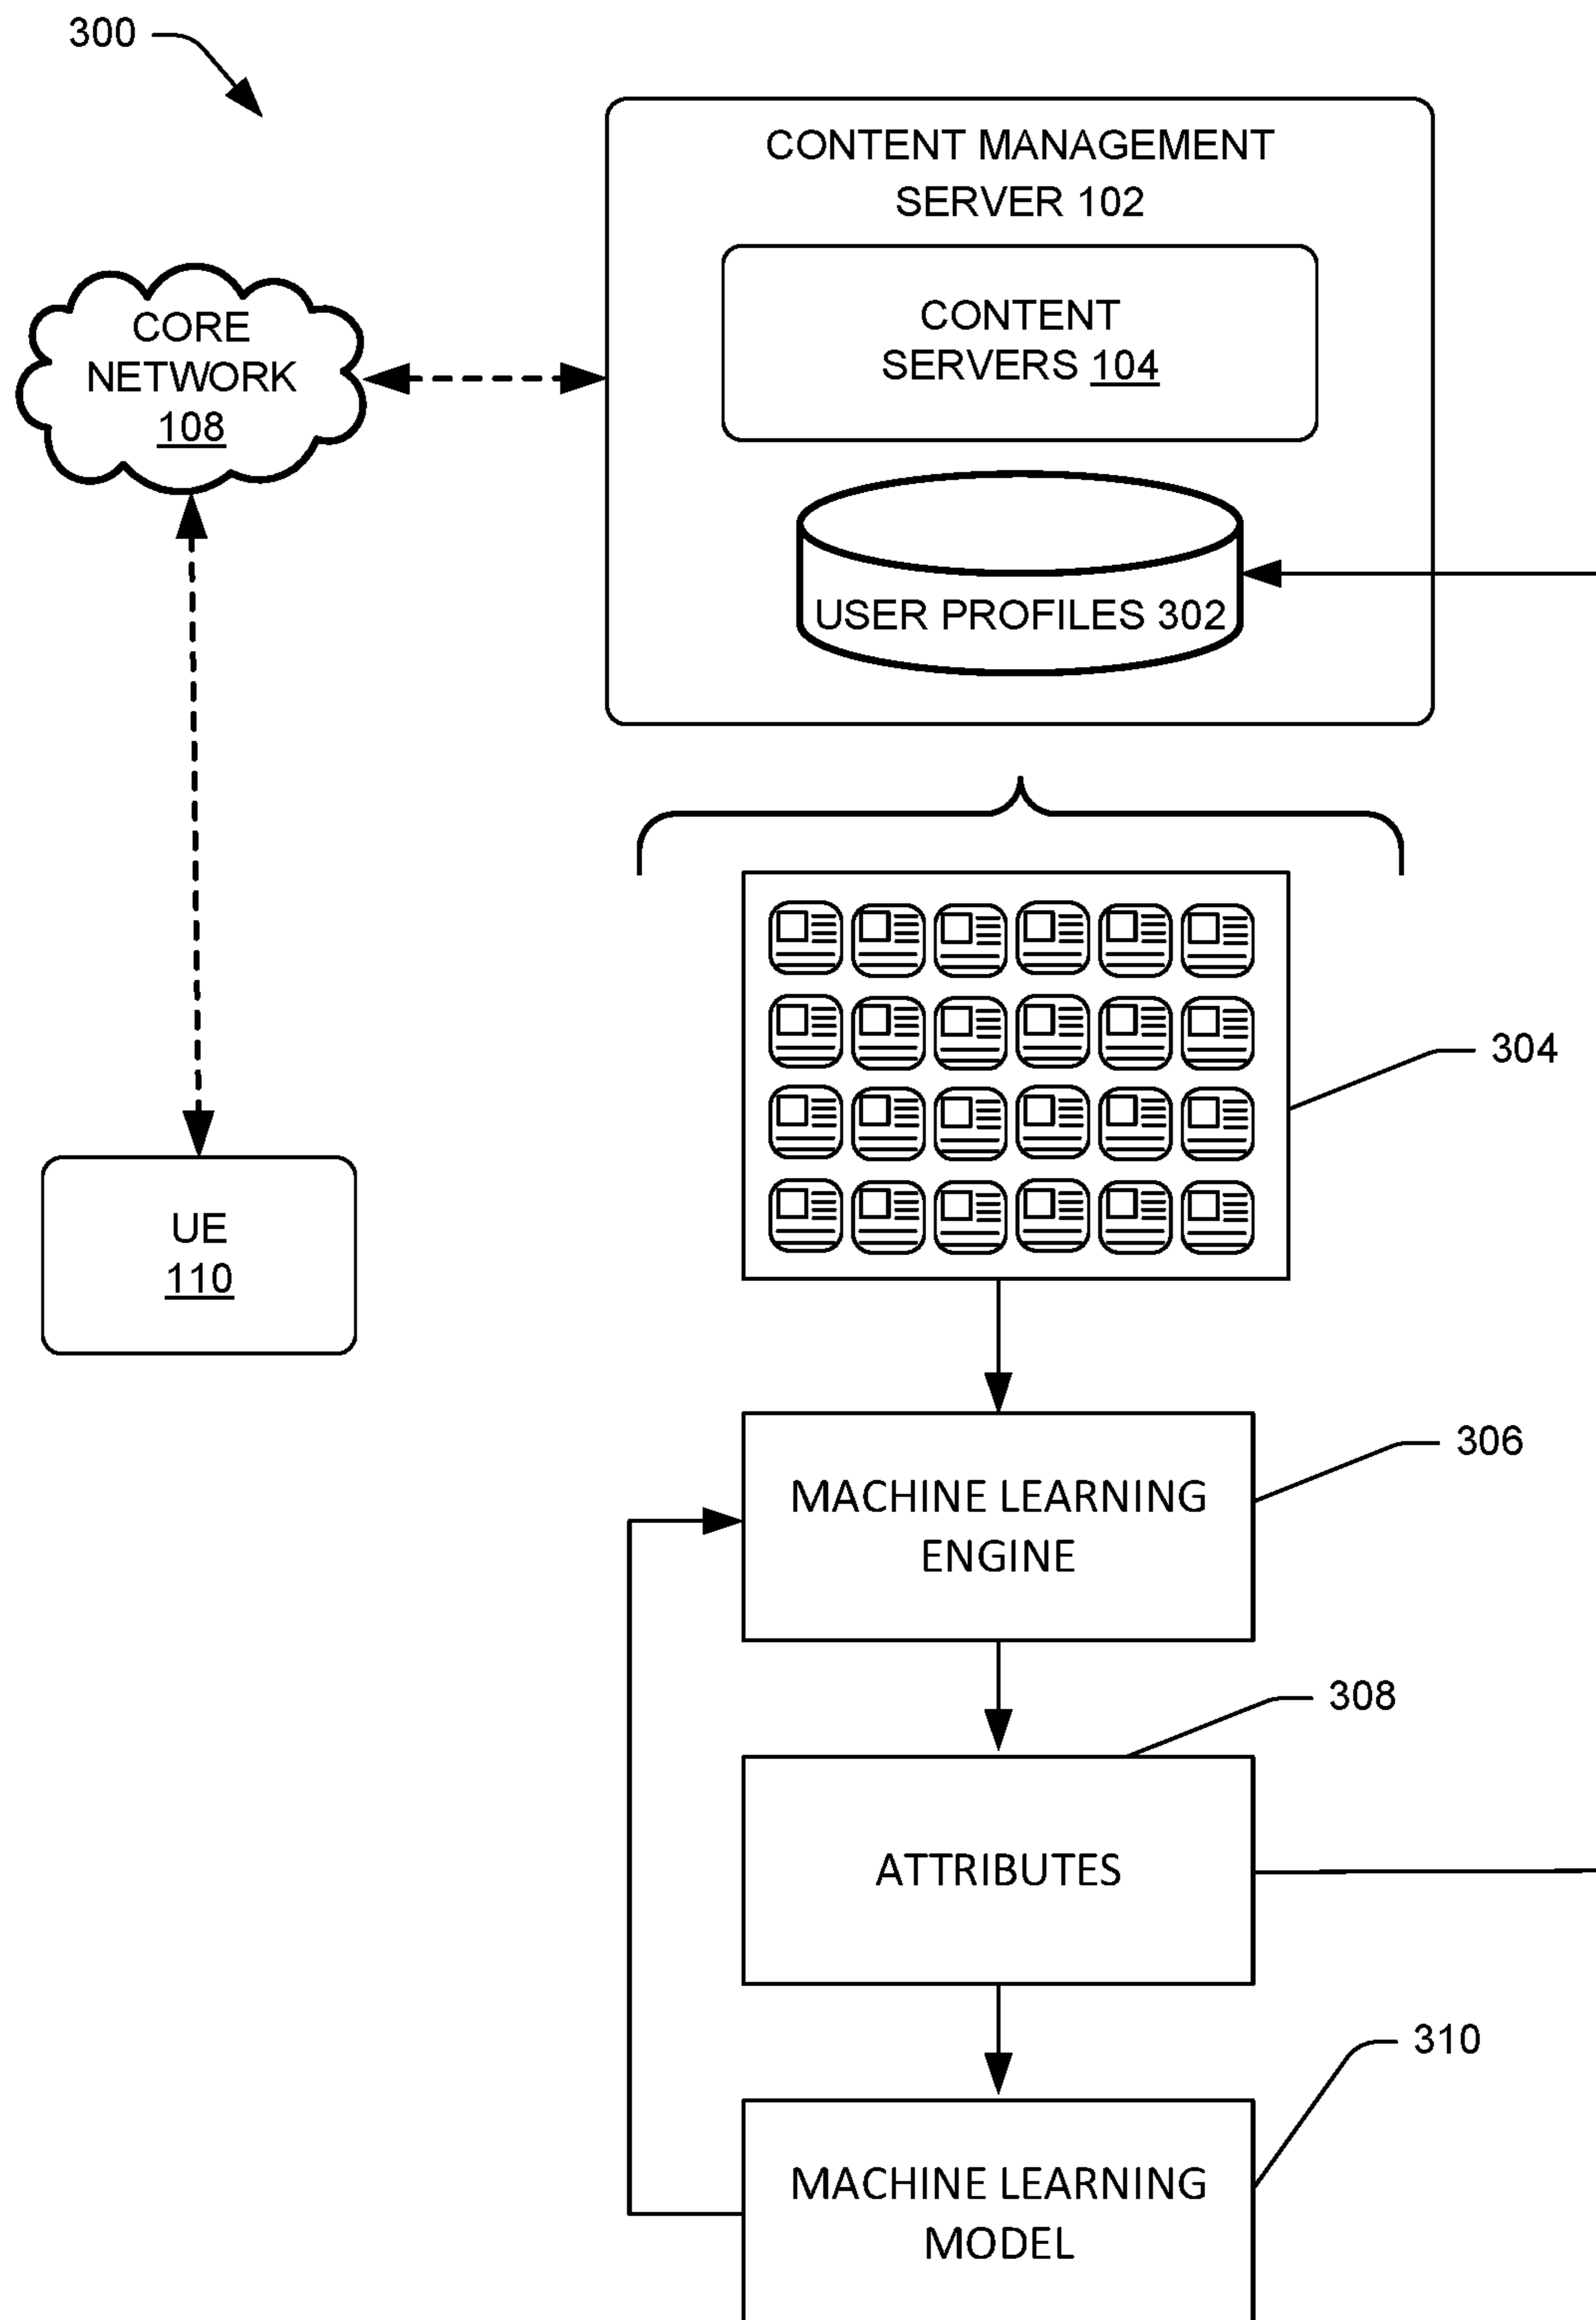 300
CONTENT MANAGEMENT
SERVER 102
CONTENT
SERVERS 104
CORE
NETWORK
108
USER PROFILES 302
304
UE
110
306
MACHINE LEARNING
ENGINE
308
ATTRIBUTES
310
MACHINE LEARNING
MODEL